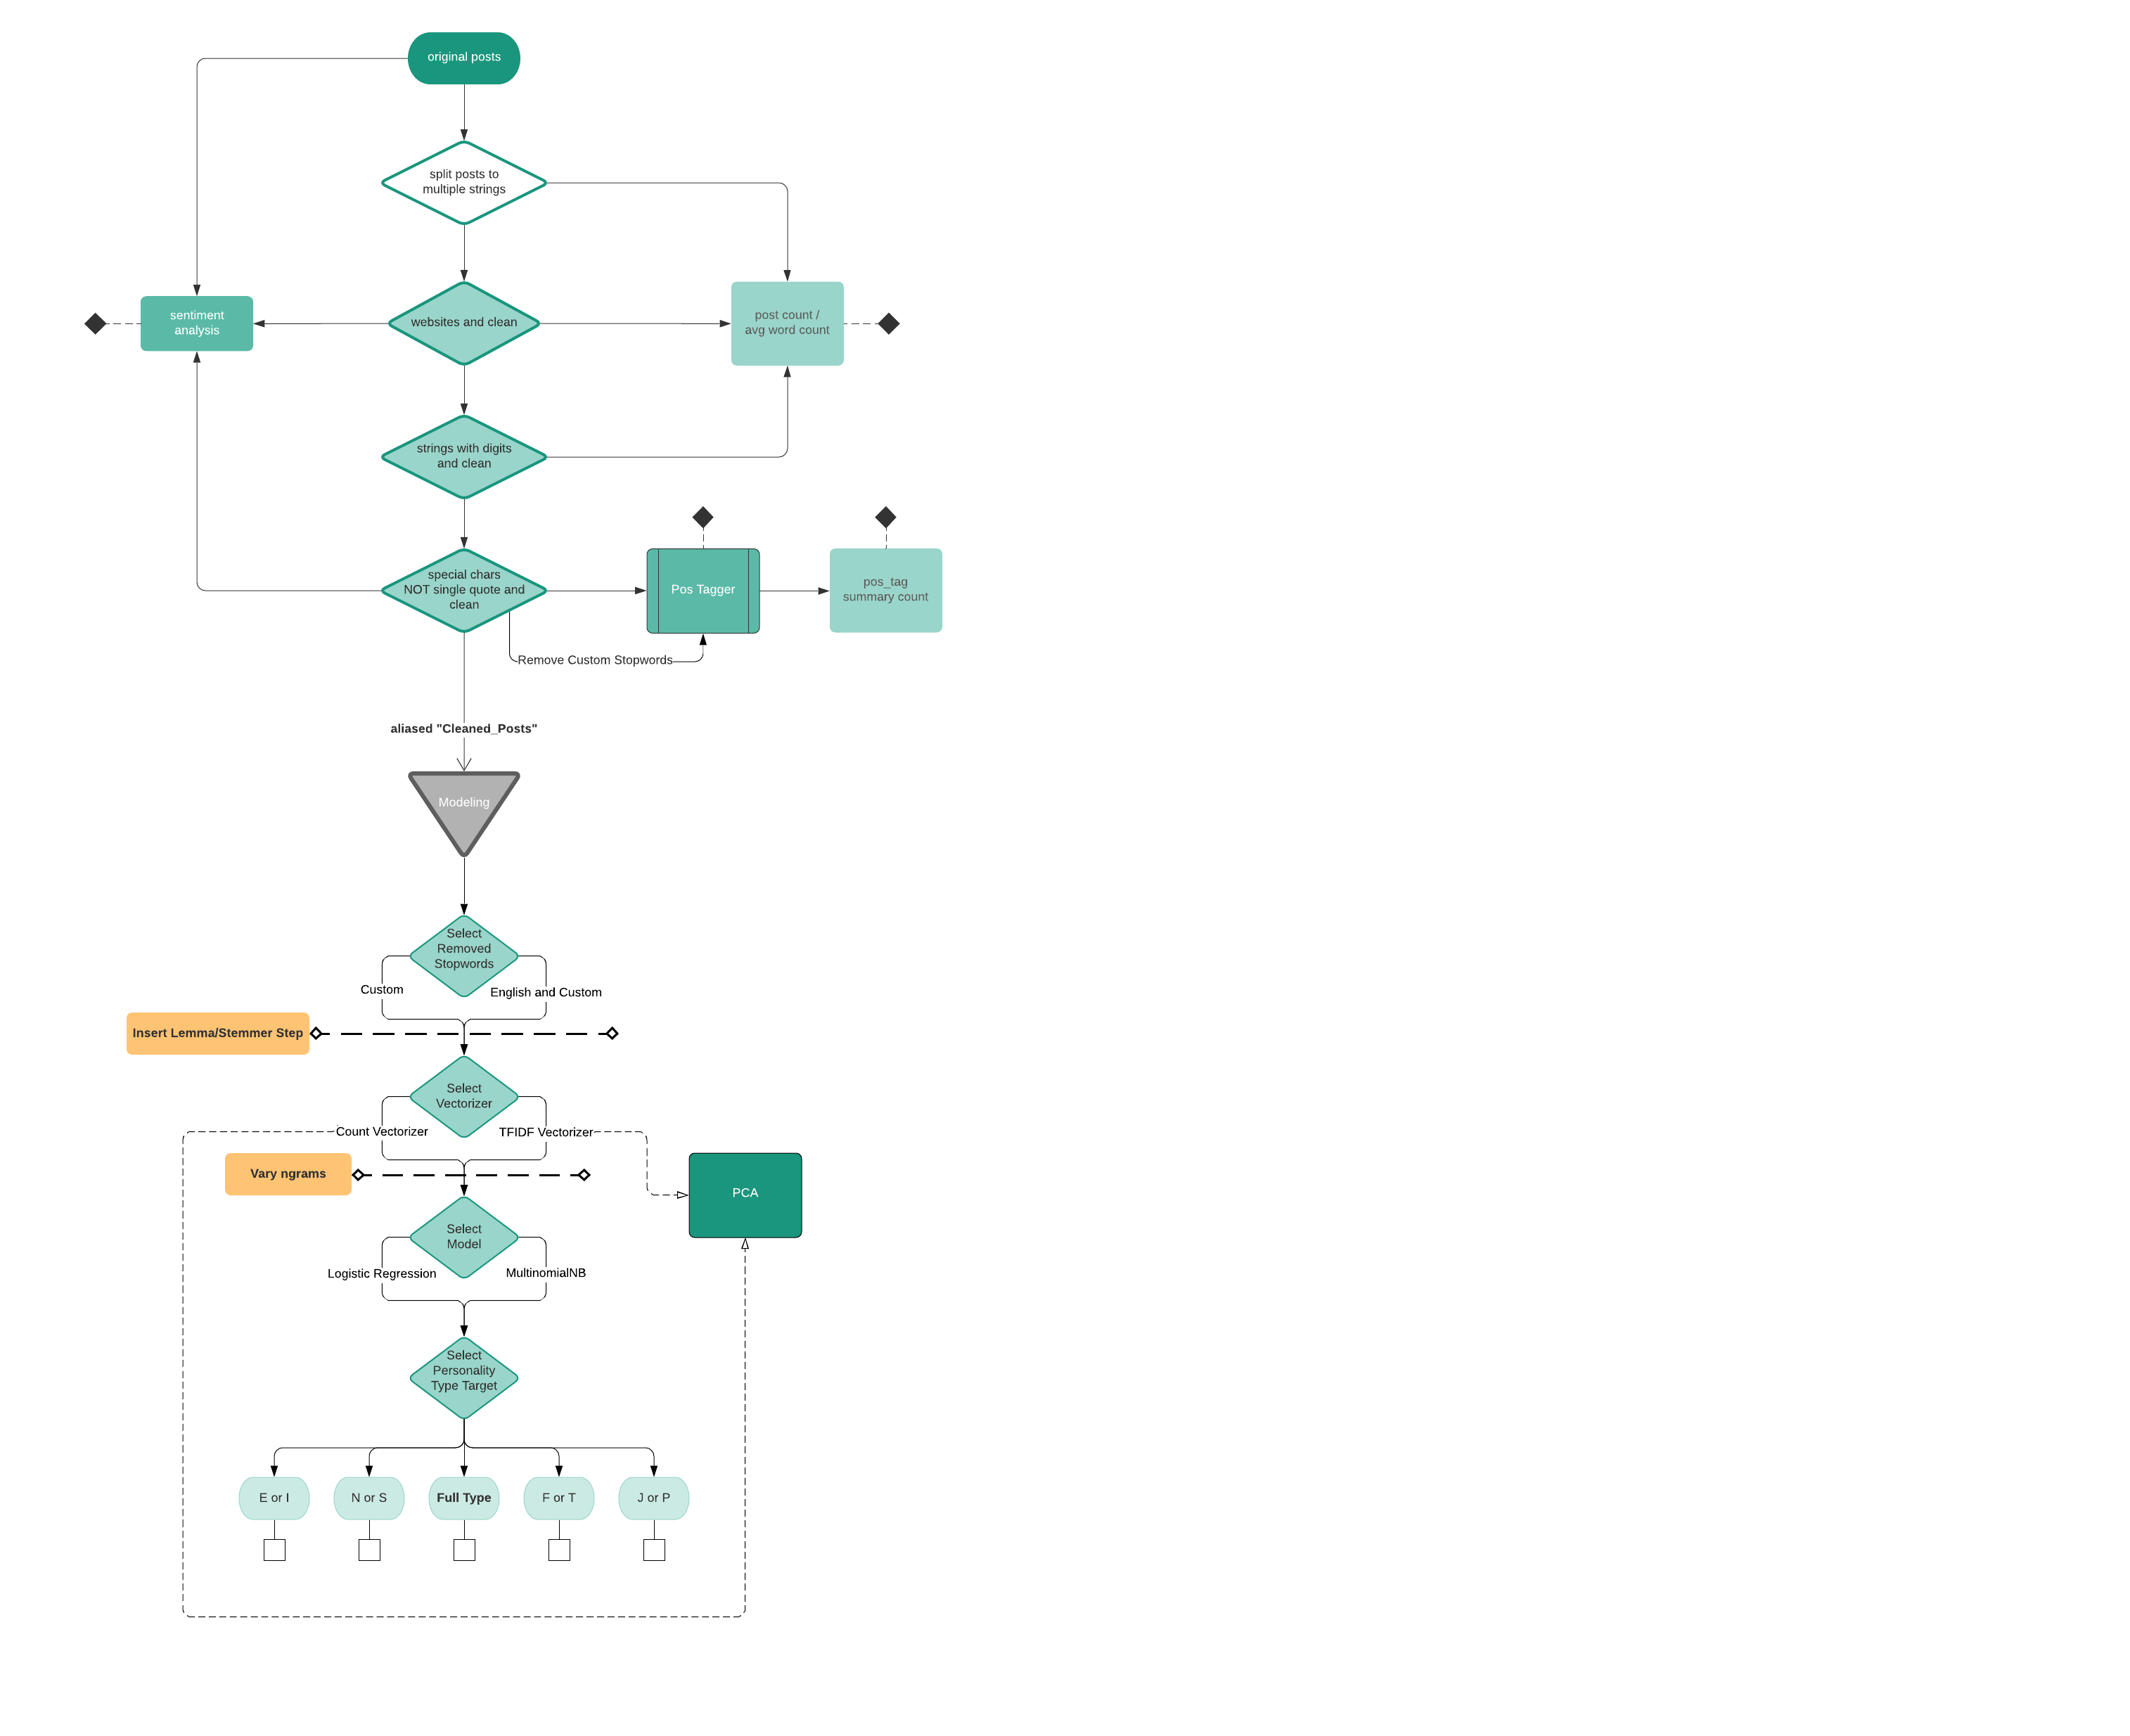 original posts
split posts to
multiple strings
sentiment
analysis
websites and clean
post count /
avg word count
strings with digits
and clean
special chars
NOT single quote and
clean
Pos Tagger
pos_tag
summary count
Remove Custom Stopwords
aliased "Cleaned_Posts"
Modeling
Select
Removed
Stopwords
Custom
English and Custom
Insert Lemma/Stemmer Step
Select
Vectorizer
Count Vectorizer
TFIDF Vectorizer
Vary ngrams
PCA
Select
Model
Logistic Regression
MultinomialNB
Select
Personality
Type Target
E or I
N or S
Full Type
F or T
J or P